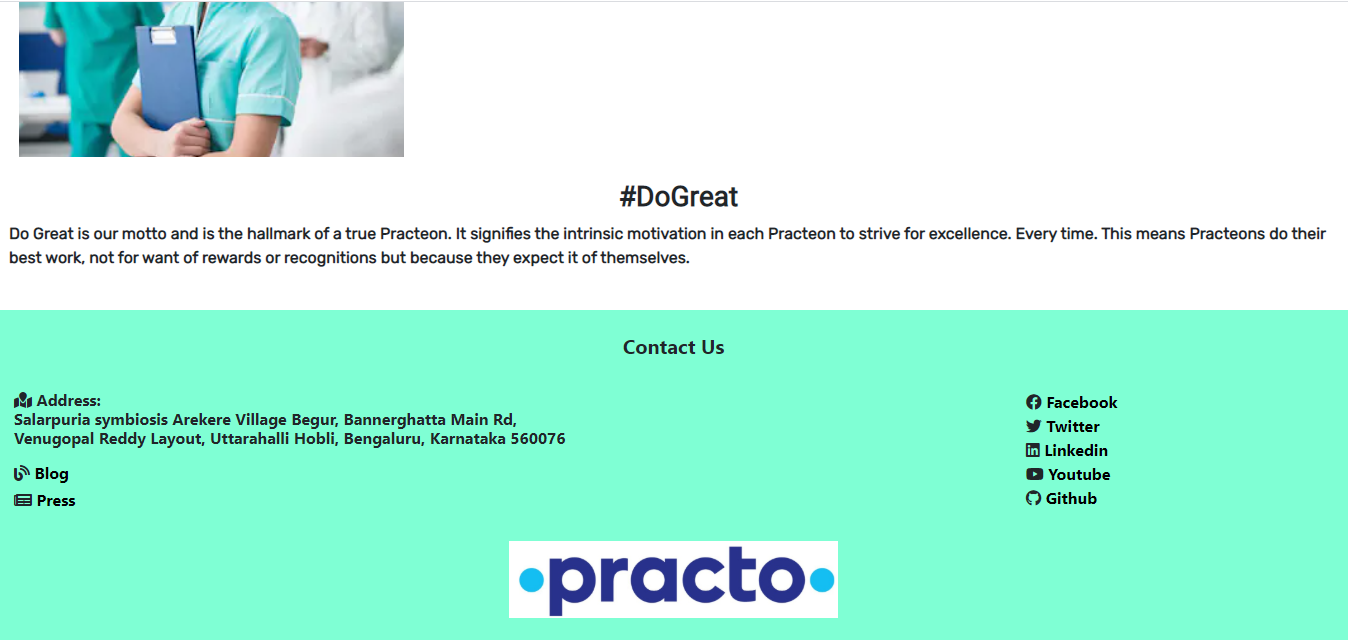 #DoGreat
Do Great is our motto and is the hallmark of a true Practeon. It signifies the intrinsic motivation in each Practeon to strive for excellence. Every time. This means Practeons do their
best work, not for want of rewards or recognitions but because they expect it of themselves.
Contact Us
Address:
Salarpuria symbiosis Arekere Village Begur, Bannerghatta Main Rd,
Venugopal Reddy Layout, Uttarahalli Hobli, Bengaluru, Karnataka 560076
Blog
Press
Facebook
Twitter
Linkedin
Youtube
Github
practo